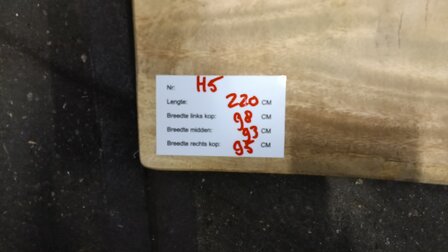 Nr: H5
Lengte: 220 CM
Breedte links kop: 98 CM
Breedte midden: 93 CM
Breedte rechts kop: 95 CM